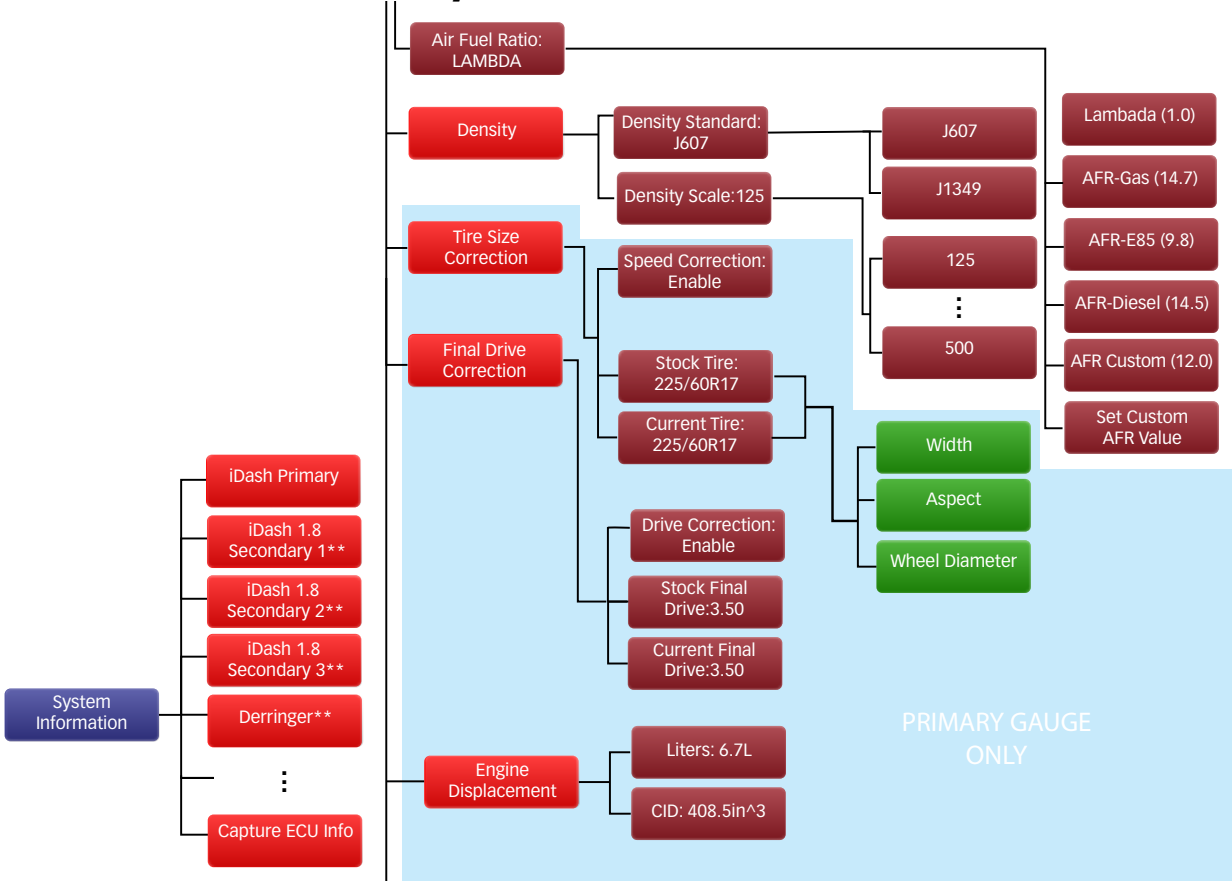 Air Fuel Ratio:
LAMBDA
Density
Density Standard:
J607
J607
J1349
Density Scale:125
125
⋮
500
Lambada (1.0)
AFR-Gas (14.7)
AFR-E85 (9.8)
AFR-Diesel (14.5)
AFR Custom (12.0)
Set Custom
AFR Value
Tire Size
Correction
Speed Correction:
Enable
Stock Tire:
225/60R17
Current Tire:
225/60R17
Width
Aspect
Wheel Diameter
Final Drive
Correction
Drive Correction:
Enable
Stock Final
Drive:3.50
Current Final
Drive:3.50
Engine
Displacement
Liters: 6.7L
CID: 408.5in^3
PRIMARY GAUGE
ONLY
System
Information
iDash Primary
iDash 1.8
Secondary 1**
iDash 1.8
Secondary 2**
iDash 1.8
Secondary 3**
Derringer**
⋮
Capture ECU Info